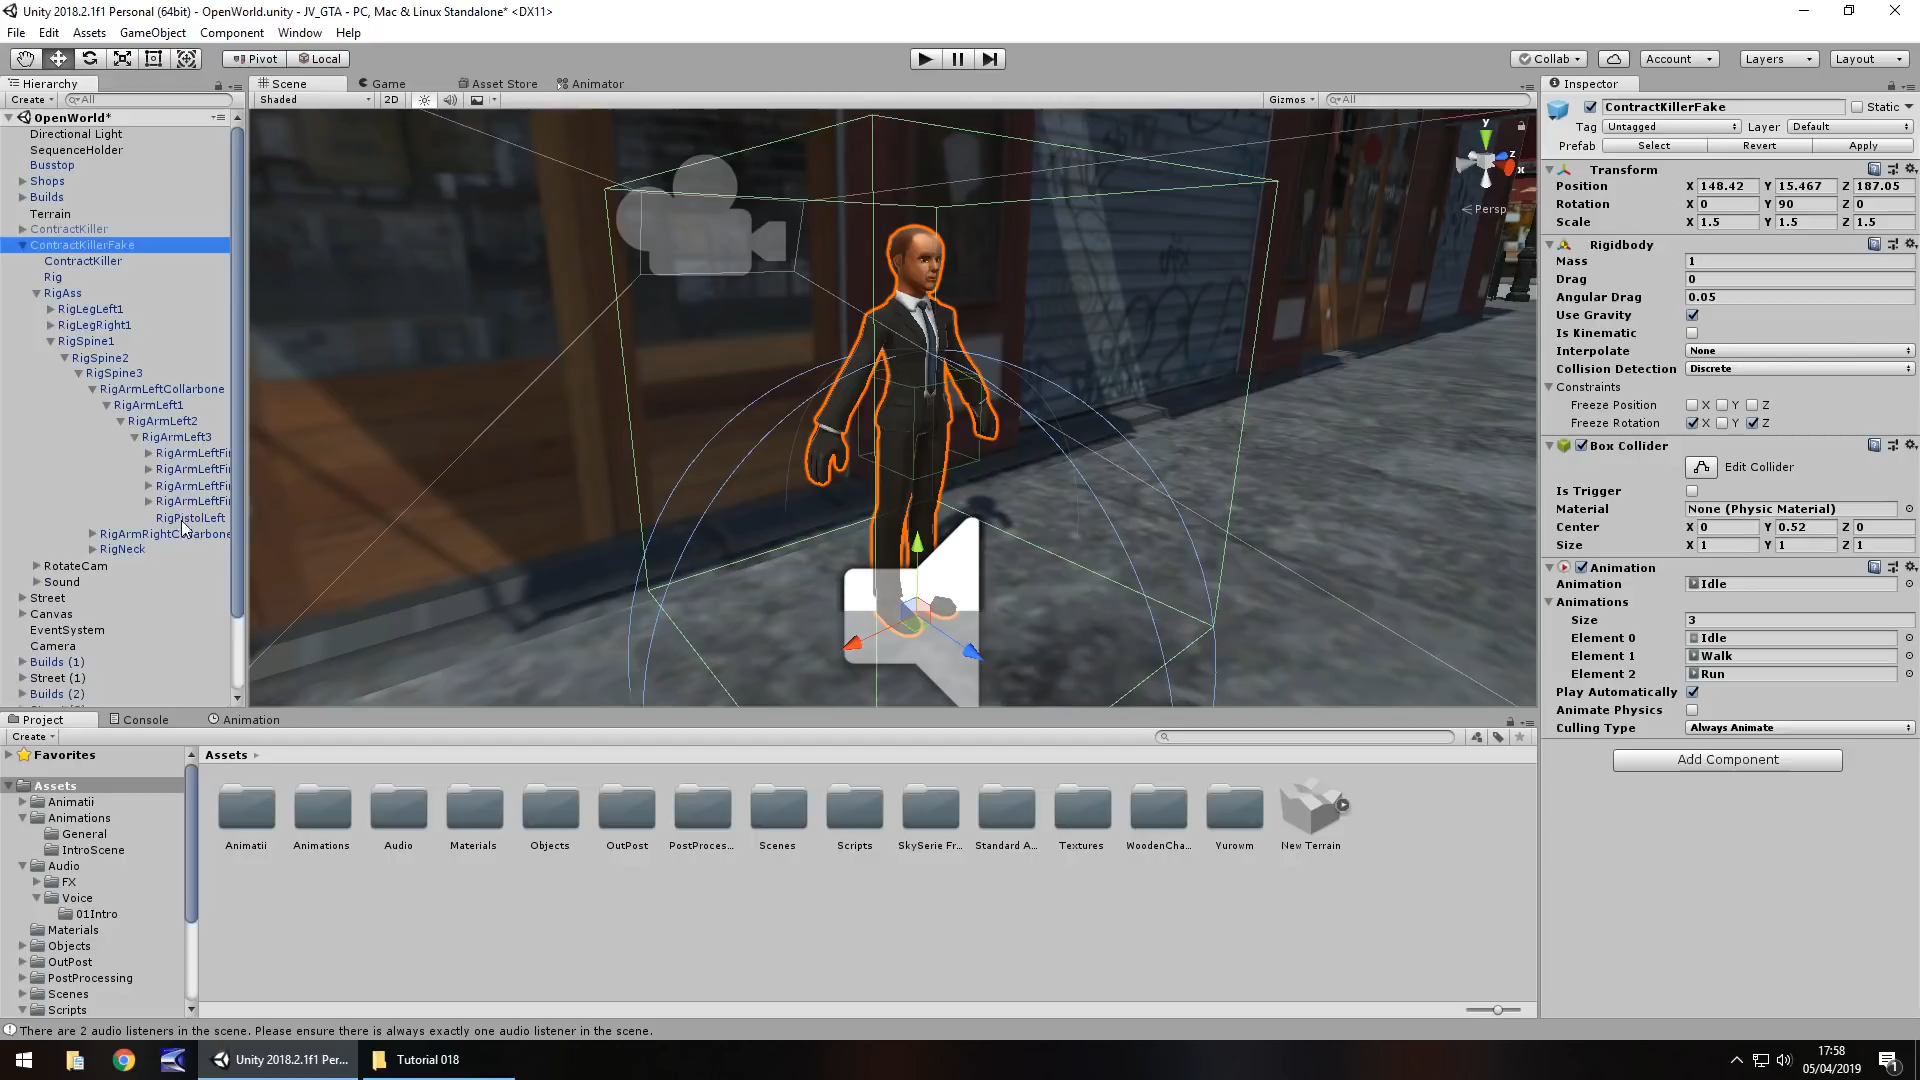 Unity 2018.2.1f1 Personal (64bit) - OpenWorld.unity - JV_GTA - PC, Mac & Linux Standalone* <DX11>
File Edit Assets GameObject Component Window Help
Pivot Local Collab Account Layers Layout
Hierarchy Scene Game Asset Store Animator Inspector
Create All Shaded 2D Gizmos All
OpenWorld*
Directional Light
SequenceHolder
Busstop
Shops
Builds
Terrain
ContractKiller
ContractKillerFake
ContractKiller
Rig
RigAss
RigLegLeft1
RigLegRight1
RigSpine1
RigSpine2
RigSpine3
RigArmLeftCollarbone
RigArmLeft1
RigArmLeft2
RigArmLeft3
RigArmLeftFi
RigArmLeftFi
RigArmLeftFi
RigArmLeftFi
RigPistolLeft
RigArmRightCollarbone
RigNeck
RotateCam
Sound
Street
Canvas
EventSystem
Camera
Builds (1)
Street (1)
Builds (2)
y
z
x
Persp
ContractKillerFake Static
Tag Untagged Layer Default
Prefab Select Revert Apply
Transform
Position X 148.42 Y 15.467 Z 187.05
Rotation X 0 Y 90 Z 0
Scale X 1.5 Y 1.5 Z 1.5
Rigidbody
Mass 1
Drag 0
Angular Drag 0.05
Use Gravity
Is Kinematic
Interpolate None
Collision Detection Discrete
Constraints
Freeze Position X Y Z
Freeze Rotation X Y Z
Box Collider
Edit Collider
Is Trigger
Material None (Physic Material)
Center X 0 Y 0.52 Z 0
Size X 1 Y 1 Z 1
Animation
Animation Idle
Animations
Size 3
Element 0 Idle
Element 1 Walk
Element 2 Run
Play Automatically
Animate Physics
Culling Type Always Animate
Add Component
Project Console Animation
Create
Favorites
Assets
Animatii
Animations
General
IntroScene
Audio
FX
Voice
01Intro
Materials
Objects
OutPost
PostProcessing
Scenes
Scripts
Assets
Animatii Animations Audio Materials Objects OutPost PostProces... Scenes Scripts SkySerie Fr... Standard A... Textures WoodenCha... Yurowm New Terrain
There are 2 audio listeners in the scene. Please ensure there is always exactly one audio listener in the scene.
Unity 2018.2.1f1 Per... Tutorial 018
17:58
05/04/2019
1